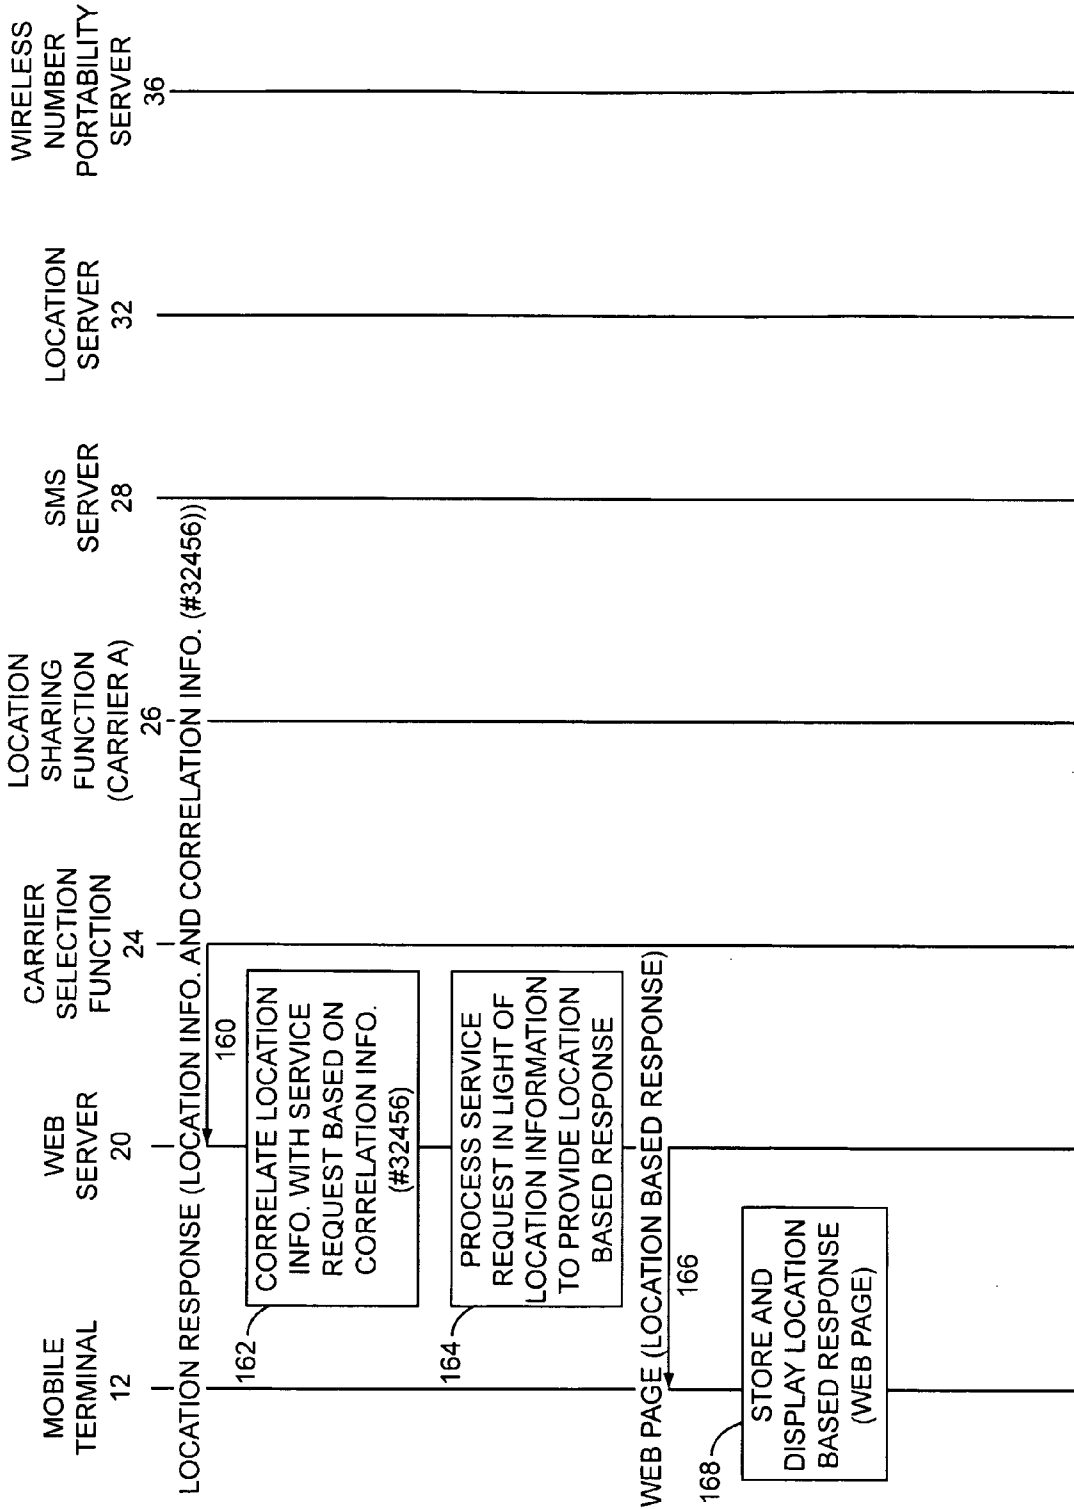 MOBILE
TERMINAL
12
WEB
SERVER
20
CARRIER
SELECTION
FUNCTION
24
LOCATION
SHARING
FUNCTION
(CARRIER A)
26
SMS
SERVER
28
LOCATION
SERVER
32
WIRELESS
NUMBER
PORTABILITY
SERVER
36
LOCATION RESPONSE (LOCATION INFO. AND CORRELATION INFO. (#32456))
160
162
CORRELATE LOCATION
INFO. WITH SERVICE
REQUEST BASED ON
CORRELATION INFO.
(#32456)
164
PROCESS SERVICE
REQUEST IN LIGHT OF
LOCATION INFORMATION
TO PROVIDE LOCATION
BASED RESPONSE
WEB PAGE (LOCATION BASED RESPONSE)
166
168
STORE AND
DISPLAY LOCATION
BASED RESPONSE
(WEB PAGE)